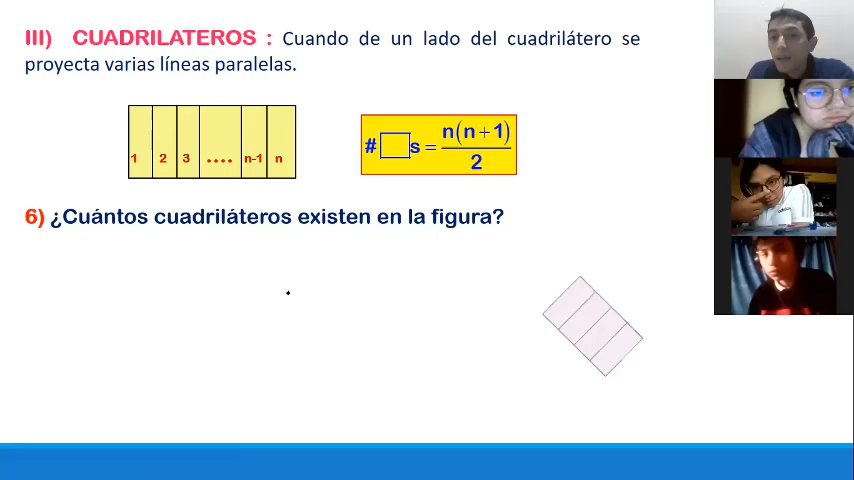 III) CUADRILATEROS : Cuando de un lado del cuadrilátero se
proyecta varias líneas paralelas.
1 2 3 .... n-1 n
# □s = n(n+1)/2
6) ¿Cuántos cuadriláteros existen en la figura?